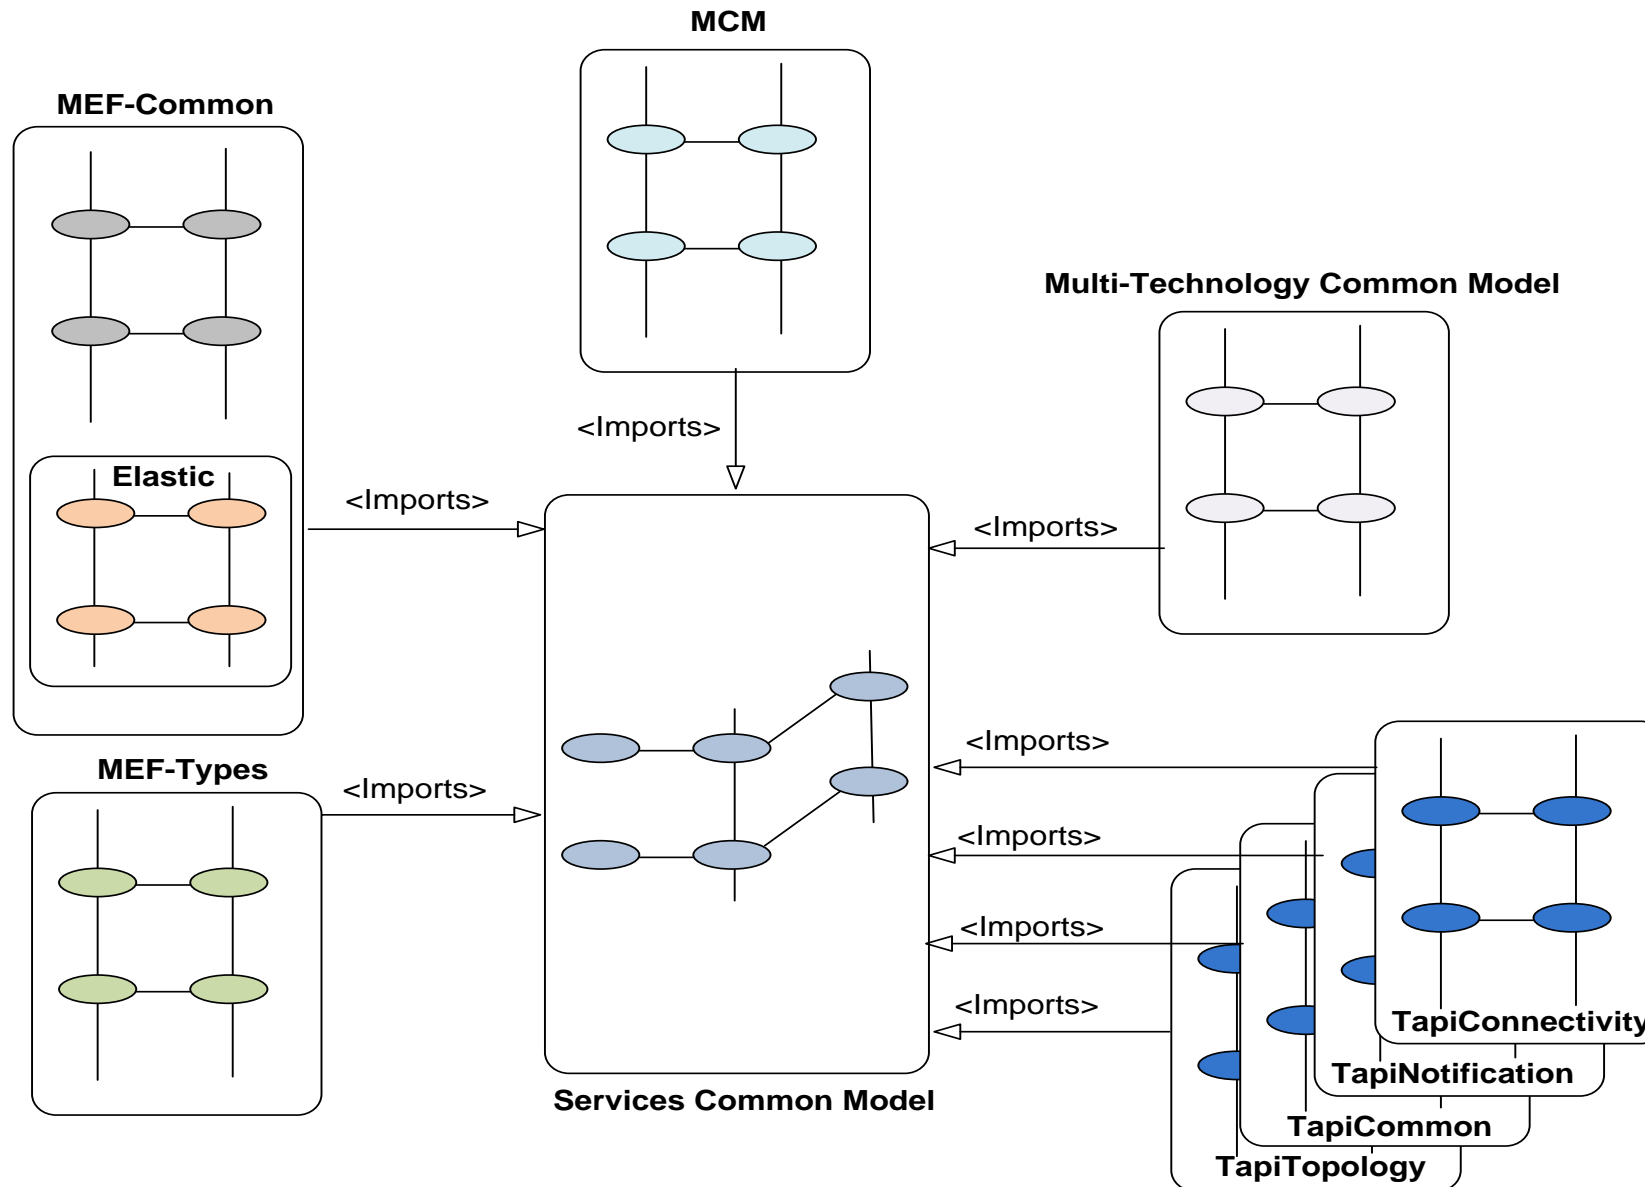 MCM
MEF-Common
Multi-Technology Common Model
<Imports>
Elastic
<Imports>
<Imports>
<Imports>
MEF-Types
<Imports>
<Imports>
<Imports>
<Imports>
TapiConnectivity
TapiNotification
Services Common Model
TapiCommon
TapiTopology